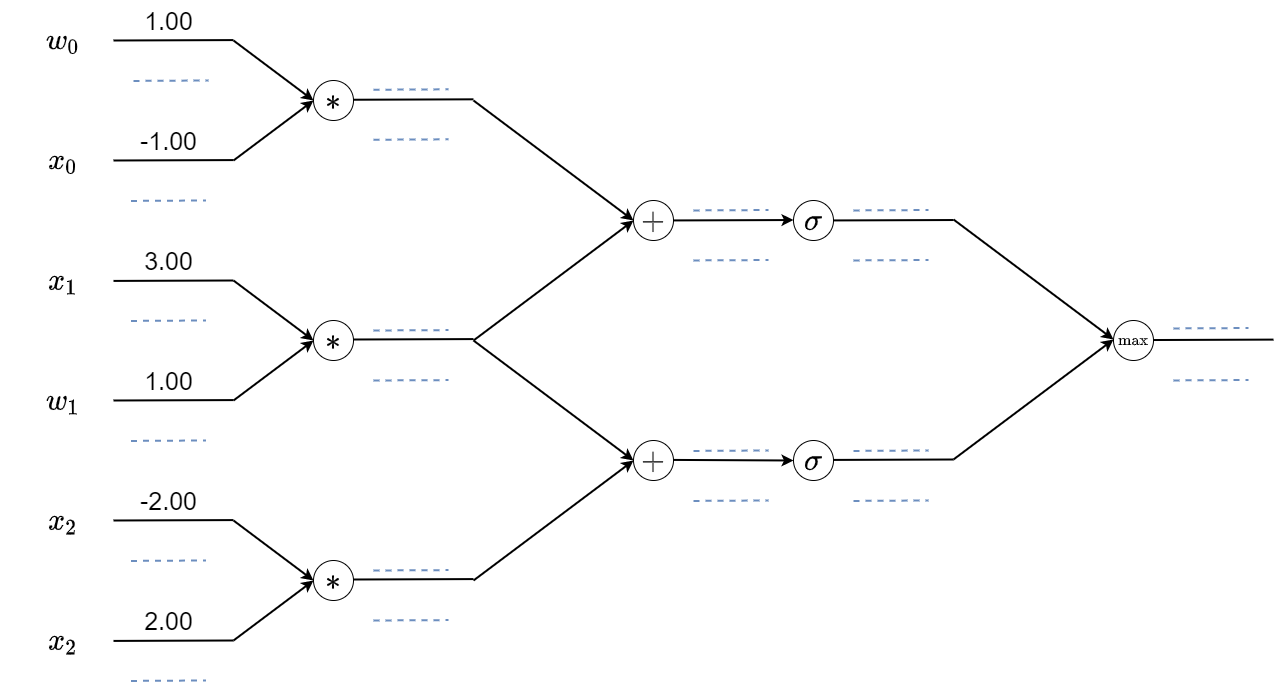 1.00
w₀
*
-1.00
x₀
+
σ
3.00
x₁
*
max
1.00
w₁
+
σ
-2.00
x₂
*
2.00
x₂